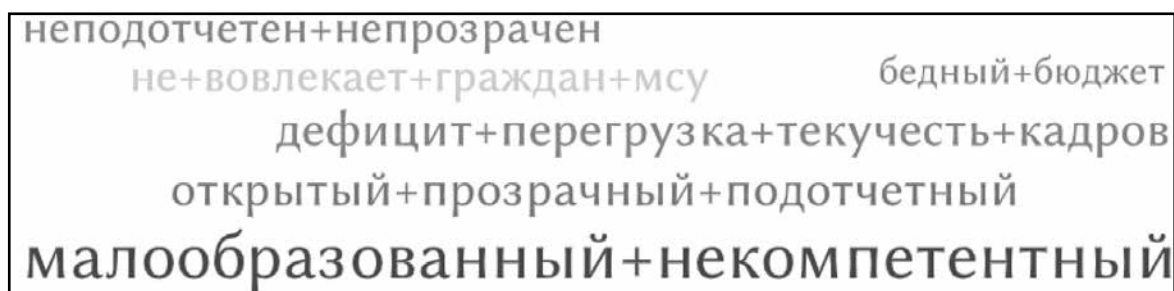 неподотчетен+непрозрачен
не+вовлекает+граждан+мсу
бедный+бюджет
дефицит+перегрузка+текучесть+кадров
открытый+прозрачный+подотчетный
малообразованный+некомпетентный